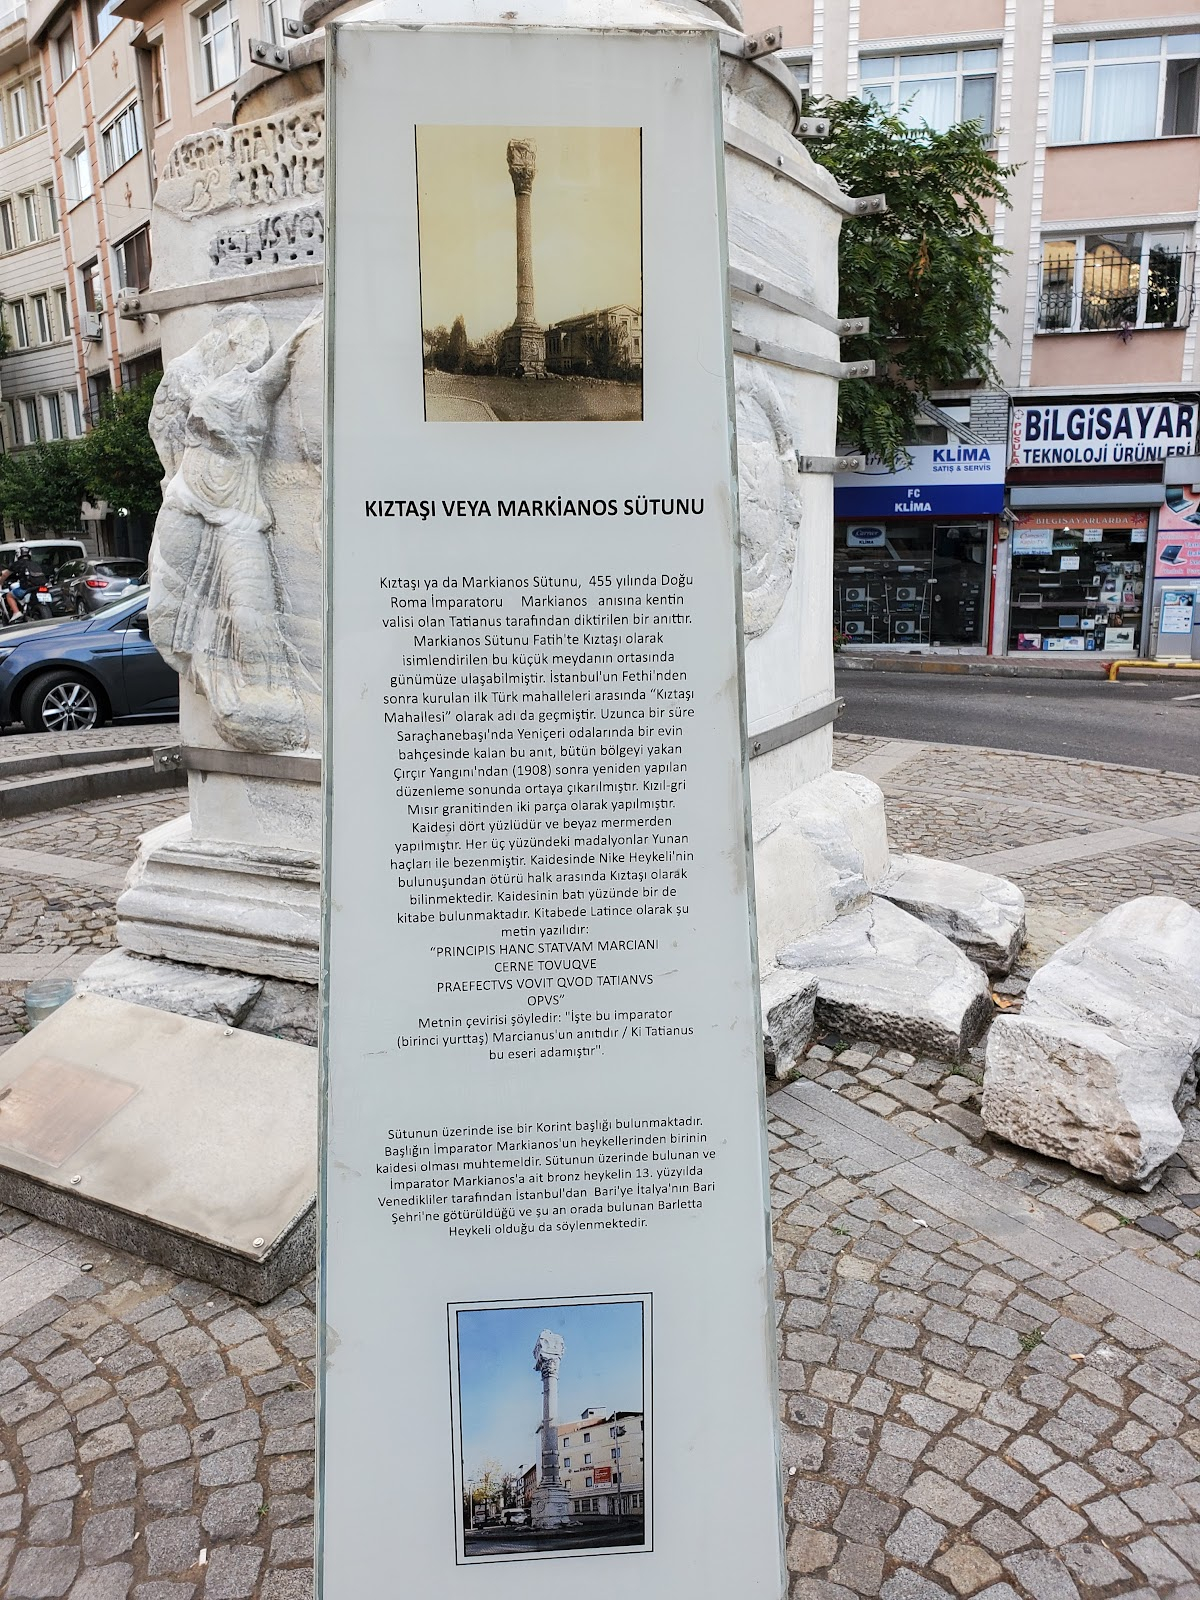 KIZTAŞI VEYA MARKİANOS SÜTUNU
Kıztaşı ya da Markianos Sütunu, 455 yılında Doğu
Roma İmparatoru Markianos anısına kentin
valisi olan Tatianus tarafından diktirilen bir anıttır.
Markianos Sütunu Fatih'te Kıztaşı olarak
isimlendirilen bu küçük meydanın ortasında
günümüze ulaşabilmiştir. İstanbul'un Fethi'nden
sonra kurulan ilk Türk mahalleleri arasında “Kıztaşı
Mahallesi” olarak adı da geçmiştir. Uzunca bir süre
Saraçhanebaşı'nda Yeniçeri odalarında bir evin
bahçesinde kalan bu anıt, bütün bölgeyi yakan
Çırçır Yangını'ndan (1908) sonra yeniden yapılan
düzenleme sonunda ortaya çıkarılmıştır. Kızıl-gri
Mısır granitinden iki parça olarak yapılmıştır.
Kaidesi dört yüzlüdür ve beyaz mermerden
yapılmıştır. Her üç yüzündeki madalyonlar Yunan
haçları ile bezenmiştir. Kaidesinde Nike Heykeli'nin
bulunuşundan ötürü halk arasında Kıztaşı olarak
bilinmektedir. Kaidesinin batı yüzünde bir de
kitabe bulunmaktadır. Kitabede Latince olarak şu
metin yazılıdır:
“PRINCIPIS HANC STATVAM MARCIANI
CERNE TOVUQVE
PRAEFECTVS VOVIT QVOD TATIANVS
OPVS”
Metnin çevirisi şöyledir: "İşte bu imparator
(birinci yurttaş) Marcianus'un anıtıdır / Ki Tatianus
bu eseri adamıştır".
Sütunun üzerinde ise bir Korint başlığı bulunmaktadır.
Başlığın İmparator Markianos'un heykellerinden birinin
kaidesi olması muhtemeldir. Sütunun üzerinde bulunan ve
İmparator Markianos'a ait bronz heykelin 13. yüzyılda
Venedikliler tarafından İstanbul'dan Bari'ye İtalya'nın Bari
Şehri'ne götürüldüğü ve şu an orada bulunan Barletta
Heykeli olduğu da söylenmektedir.
KLİMA
SATIŞ & SERVİS
FC
KLİMA
PUSULA
BİLGİSAYAR
TEKNOLOJİ ÜRÜNLERİ
BİLGİSAYARLARDA